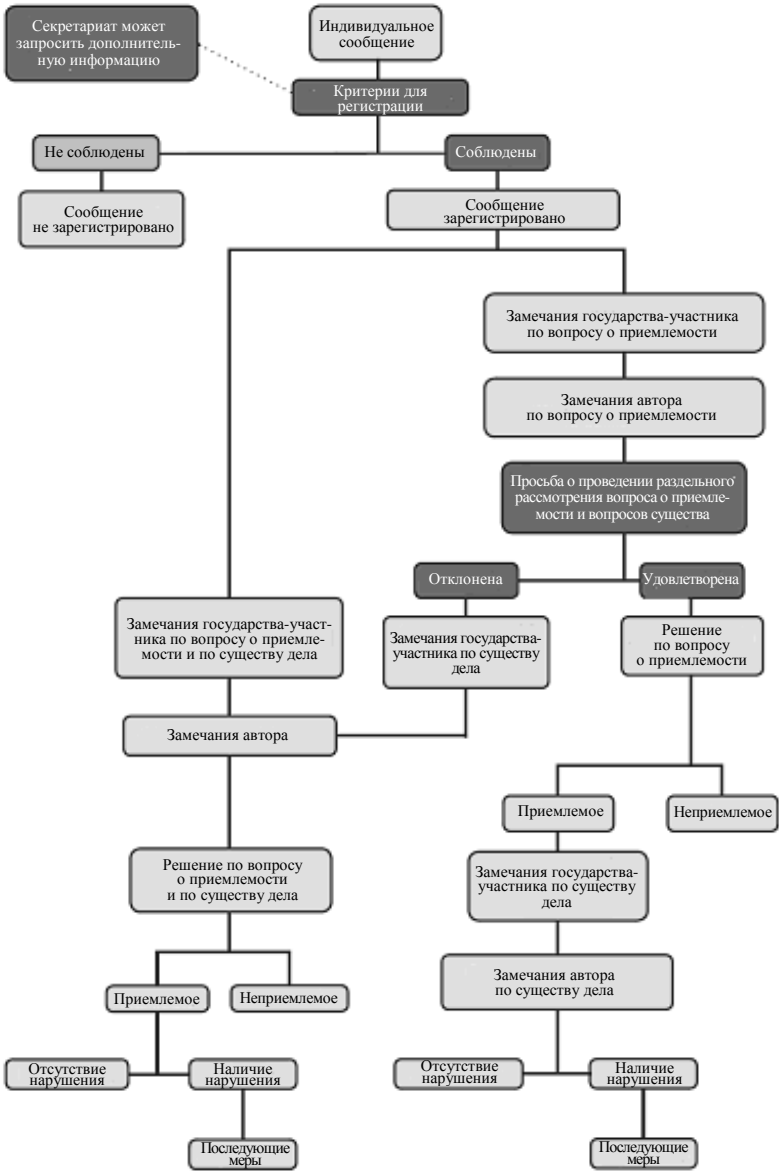 Секретариат может
запросить дополнитель-
ную информацию
Индивидуальное
сообщение
Критерии для
регистрации
Не соблюдены
Соблюдены
Сообщение
не зарегистрировано
Сообщение
зарегистрировано
Замечания государства-участника
по вопросу о приемлемости
Замечания автора
по вопросу о приемлемости
Просьба о проведении раздельного
рассмотрения вопроса о приемле-
мости и вопросов существа
Отклонена
Удовлетворена
Замечания государства-участ-
ника по вопросу о приемле-
мости и по существу дела
Замечания государства-
участника по существу
дела
Решение
по вопросу
о приемлемости
Замечания автора
Приемлемое
Неприемлемое
Решение по вопросу
о приемлемости
и по существу дела
Замечания государства-
участника по существу
дела
Замечания автора
по существу дела
Приемлемое
Неприемлемое
Отсутствие
нарушения
Наличие
нарушения
Отсутствие
нарушения
Наличие
нарушения
Последующие
меры
Последующие
меры